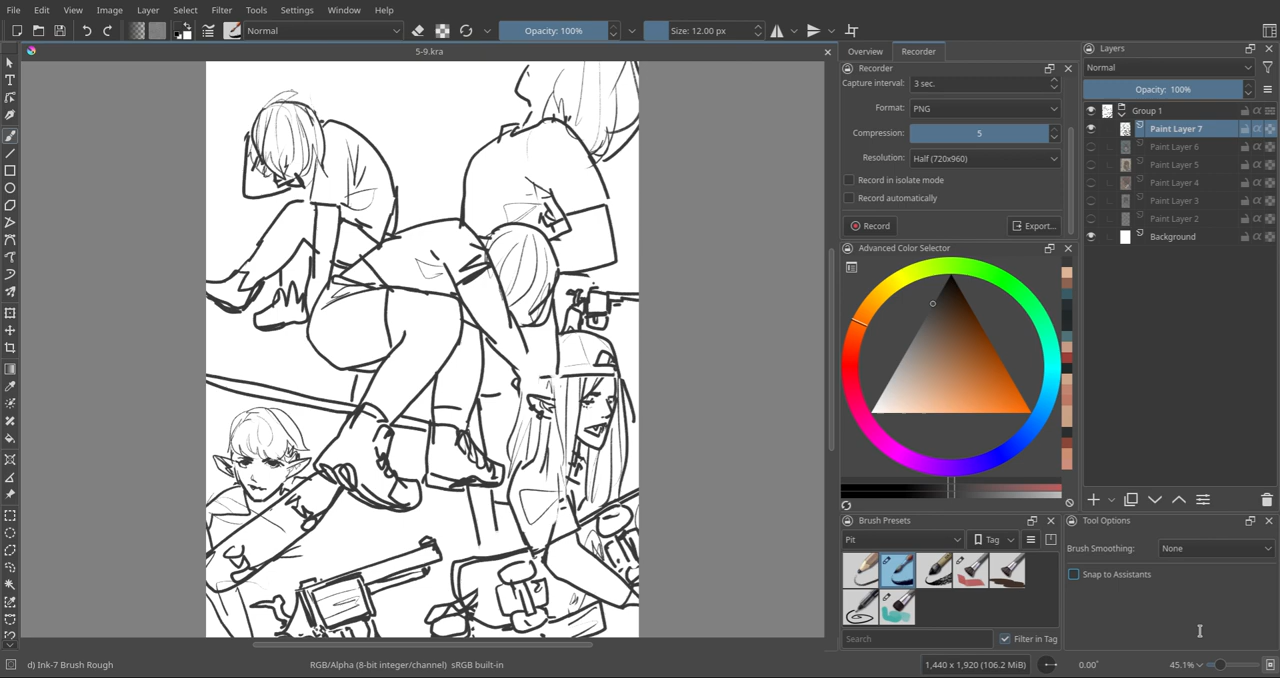 File Edit View Image Layer Select Filter Tools Settings Window Help
Normal Opacity: 100% Size: 12.00 px
5-9.kra
Overview Recorder
Recorder
Capture interval: 3 sec.
Format: PNG
Compression: 5
Resolution: Half (720x960)
Record in isolate mode
Record automatically
Record Export...
Advanced Color Selector
Brush Presets
Pit Tag
Search Filter in Tag
Layers
Normal
Opacity: 100%
Group 1
Paint Layer 7
Paint Layer 6
Paint Layer 5
Paint Layer 4
Paint Layer 3
Paint Layer 2
Background
Tool Options
Brush Smoothing: None
Snap to Assistants
d) Ink-7 Brush Rough RGB/Alpha (8-bit integer/channel) sRGB built-in 1,440 x 1,920 (106.2 MiB) 0.00° 45.1%